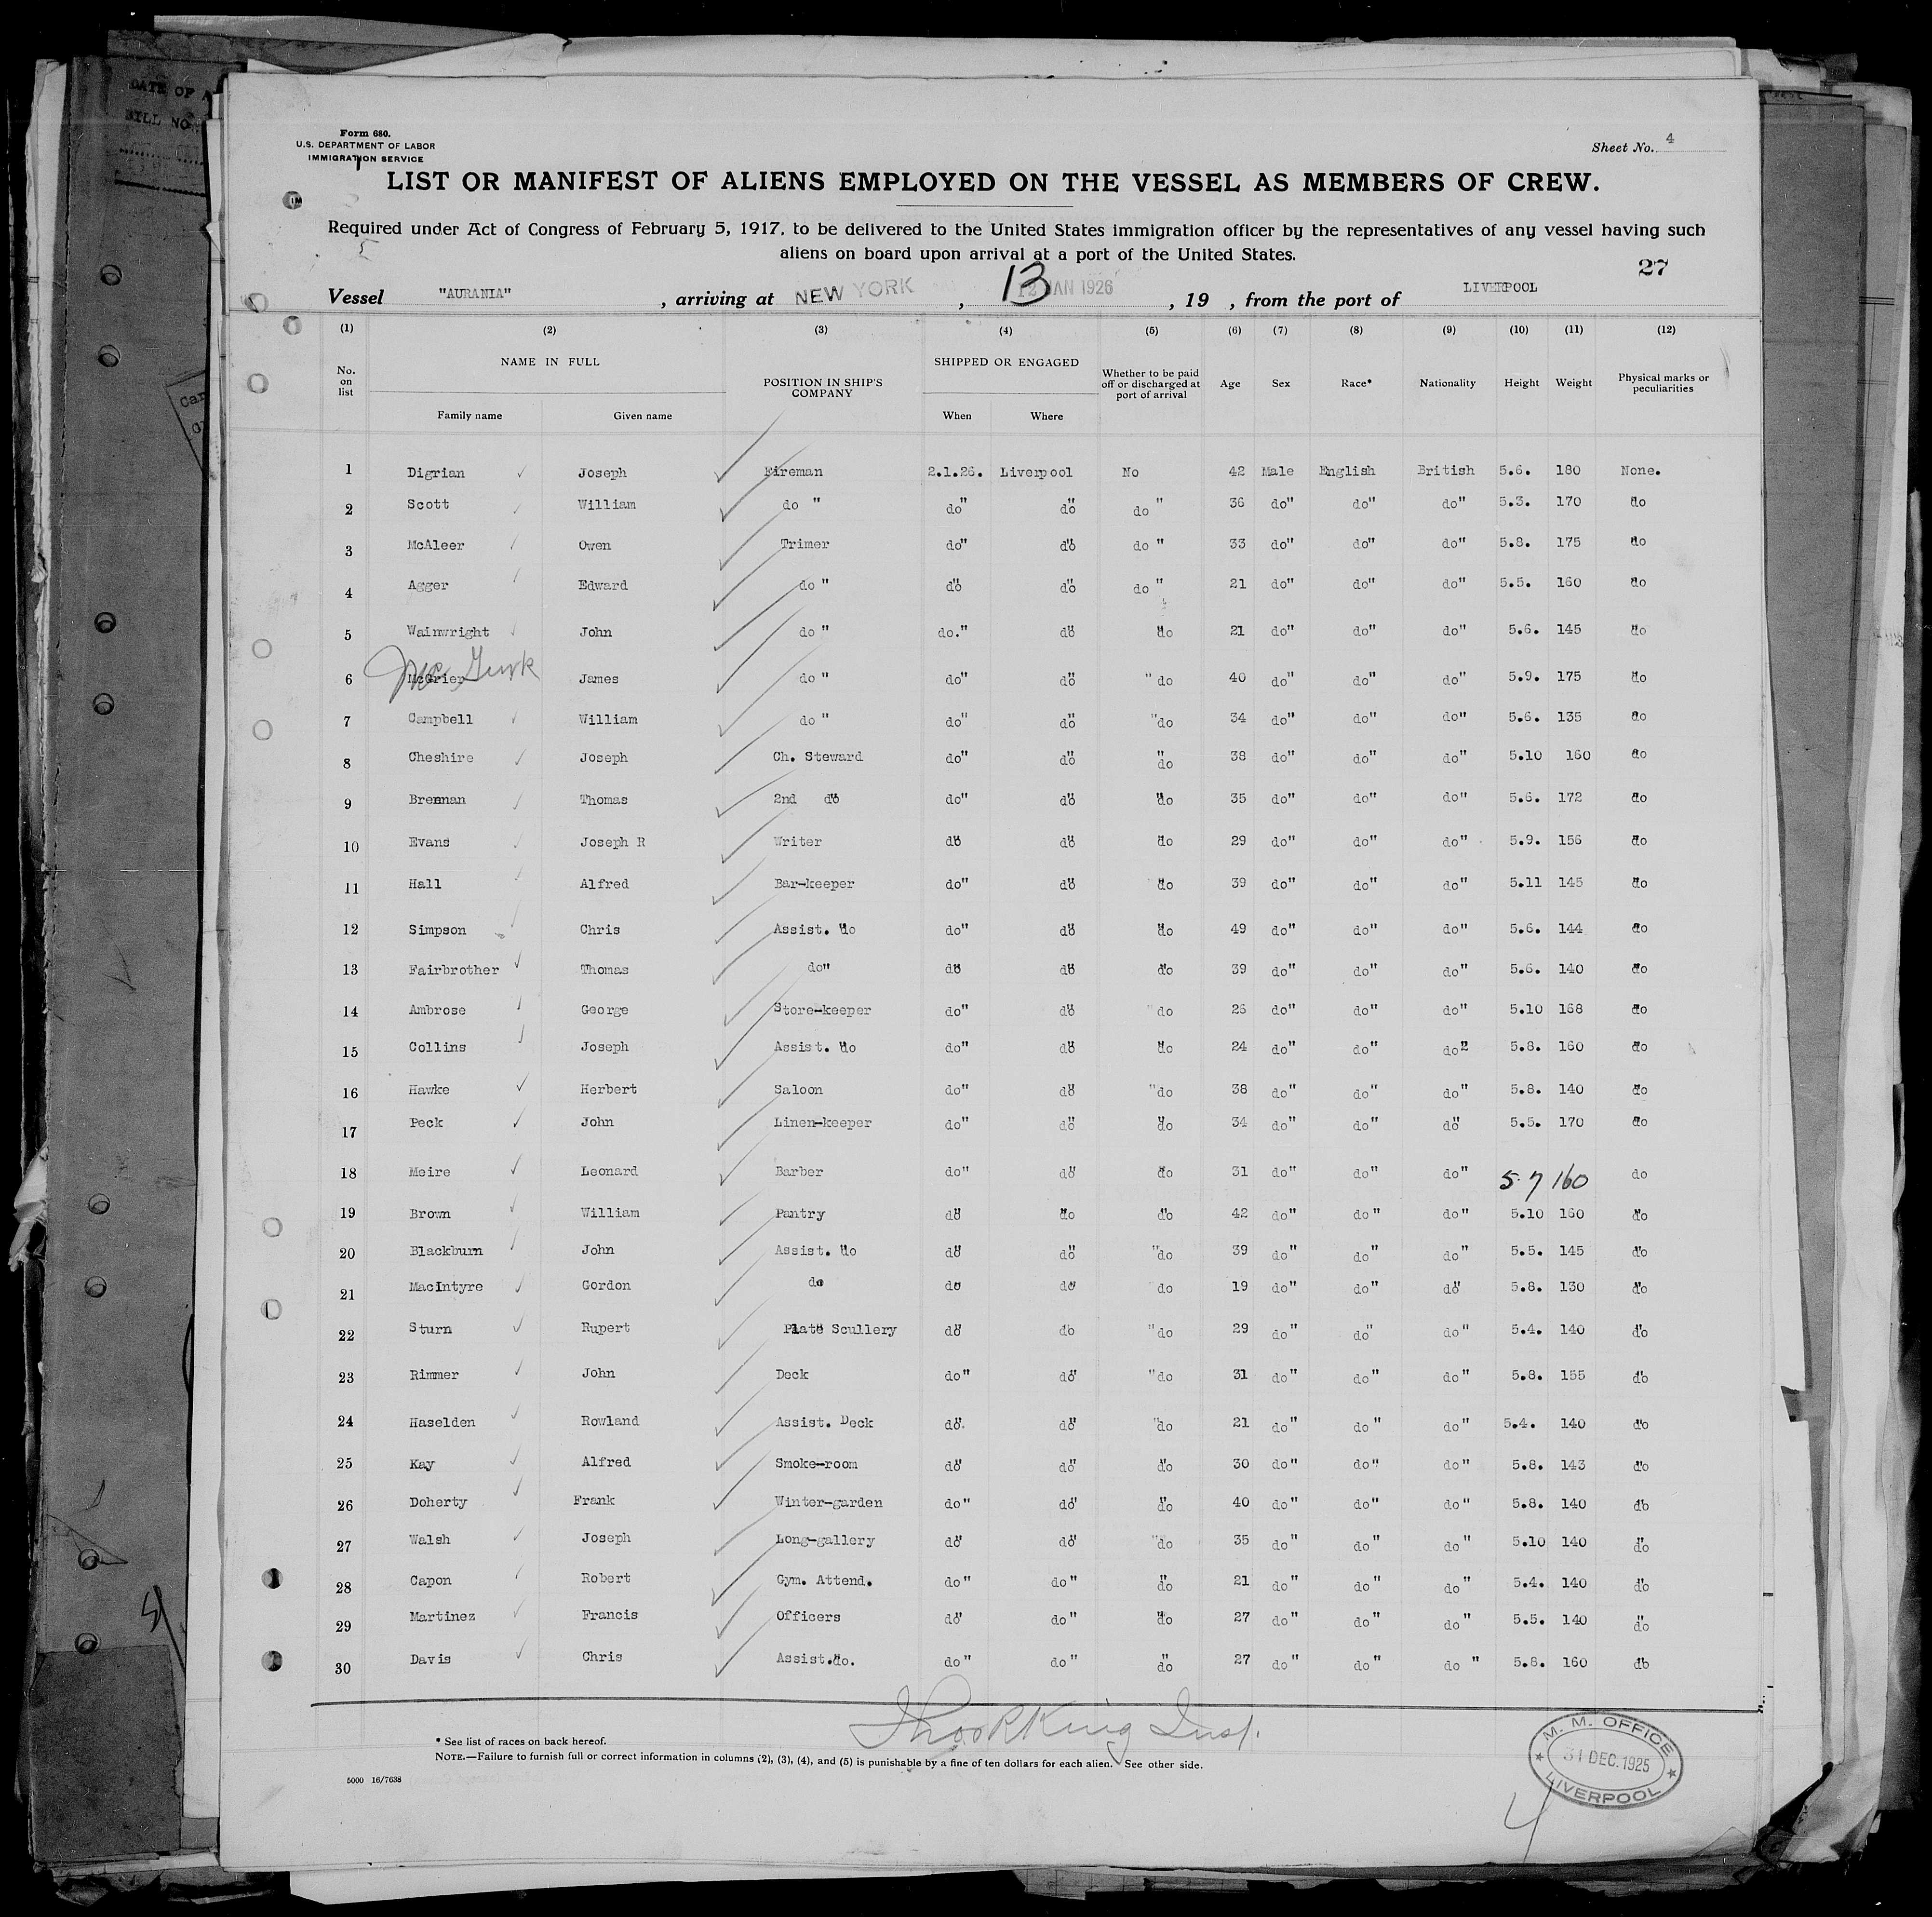 DATE OF A
BILL NO.
Form 680.
U.S. DEPARTMENT OF LABOR
IMMIGRATION SERVICE
Sheet No. 4
LIST OR MANIFEST OF ALIENS EMPLOYED ON THE VESSEL AS MEMBERS OF CREW.
Required under Act of Congress of February 5, 1917, to be delivered to the United States immigration officer by the representatives of any vessel having such
aliens on board upon arrival at a port of the United States.
27
Vessel "AURANIA" , arriving at NEW YORK , 13 12 JAN 1926 , 19 , from the port of LIVERPOOL
(1) (2) (3) (4) (5) (6) (7) (8) (9) (10) (11) (12)
No. on list NAME IN FULL Family name Given name POSITION IN SHIP'S COMPANY SHIPPED OR ENGAGED When Where Whether to be paid off or discharged at port of arrival Age Sex Race* Nationality Height Weight Physical marks or peculiarities
1 Digrian Joseph Fireman 2.1.26. Liverpool No 42 Male English British 5.6. 180 None.
2 Scott William do " do" do" do " 36 do" do" do" 5.3. 170 do
3 McAleer Owen Trimer do" do" do " 33 do" do" do" 5.8. 175 do
4 Agger Edward do " do" do" do " 21 do" do" do" 5.5. 160 do
5 Wainwright John do " do." do" "do 21 do" do" do" 5.6. 145 do
Mc Gurk
6 McGrier James do " do" do" " do 40 do" do" do" 5.9. 175 do
7 Campbell William do " do" do" "do 34 do" do" do" 5.6. 135 do
8 Cheshire Joseph Ch. Steward do" do" "do 38 do" do" do" 5.10 160 do
9 Brennan Thomas 2nd do" do" do" "do 35 do" do" do" 5.6. 172 do
10 Evans Joseph R Writer do" do" "do 29 do" do" do" 5.9. 156 do
11 Hall Alfred Bar-keeper do" do" "do 39 do" do" do" 5.11 145 do
12 Simpson Chris Assist. "do do" do" "do 49 do" do" do" 5.6. 144 do
13 Fairbrother Thomas do" do" do" "do 39 do" do" do" 5.6. 140 do
14 Ambrose George Store-keeper do" do" "do 26 do" do" do" 5.10 168 do
15 Collins Joseph Assist. "do do" do" "do 24 do" do" do" 5.8. 160 do
16 Hawke Herbert Saloon do" do" "do 38 do" do" do" 5.8. 140 do
17 Peck John Linen-keeper do" do" "do 34 do" do" do" 5.5. 170 do
18 Meire Leonard Barber do" do" "do 31 do" do" do" 5.7 160 do
19 Brown William Pantry do" "do "do 42 do" do" do" 5.10 160 do
20 Blackburn John Assist. "do do" do" "do 39 do" do" do" 5.5. 145 do
21 MacIntyre Gordon do do" do" do 19 do" do" do" 5.8. 130 do
22 Sturn Rupert Plate Scullery do" do "do 29 do" do" do" 5.4. 140 do
23 Rimmer John Deck do" do" "do 31 do" do" do" 5.8. 155 do
24 Haselden Rowland Assist. Deck do". do" "do 21 do" do" do" 5.4. 140 do
25 Kay Alfred Smoke-room do" do" "do 30 do" do" do" 5.8. 143 do
26 Doherty Frank Winter-garden do" do" "do 40 do" do" do" 5.8. 140 do
27 Walsh Joseph Long-gallery do" do" "do 35 do" do" do" 5.10 140 "do
28 Capon Robert Gym. Attend. do" do" "do 21 do" do" do" 5.4. 140 do
29 Martinez Francis Officers do" do" "do 27 do" do" do" 5.5. 140 "do
30 Davis Chris Assist."do. do" do" "do 27 do" do" do " 5.8. 160 do
* See list of races on back hereof.
NOTE.—Failure to furnish full or correct information in columns (2), (3), (4), and (5) is punishable by a fine of ten dollars for each alien. See other side.
5000 16/7638
M. M. OFFICE
31 DEC. 1925
LIVERPOOL
4